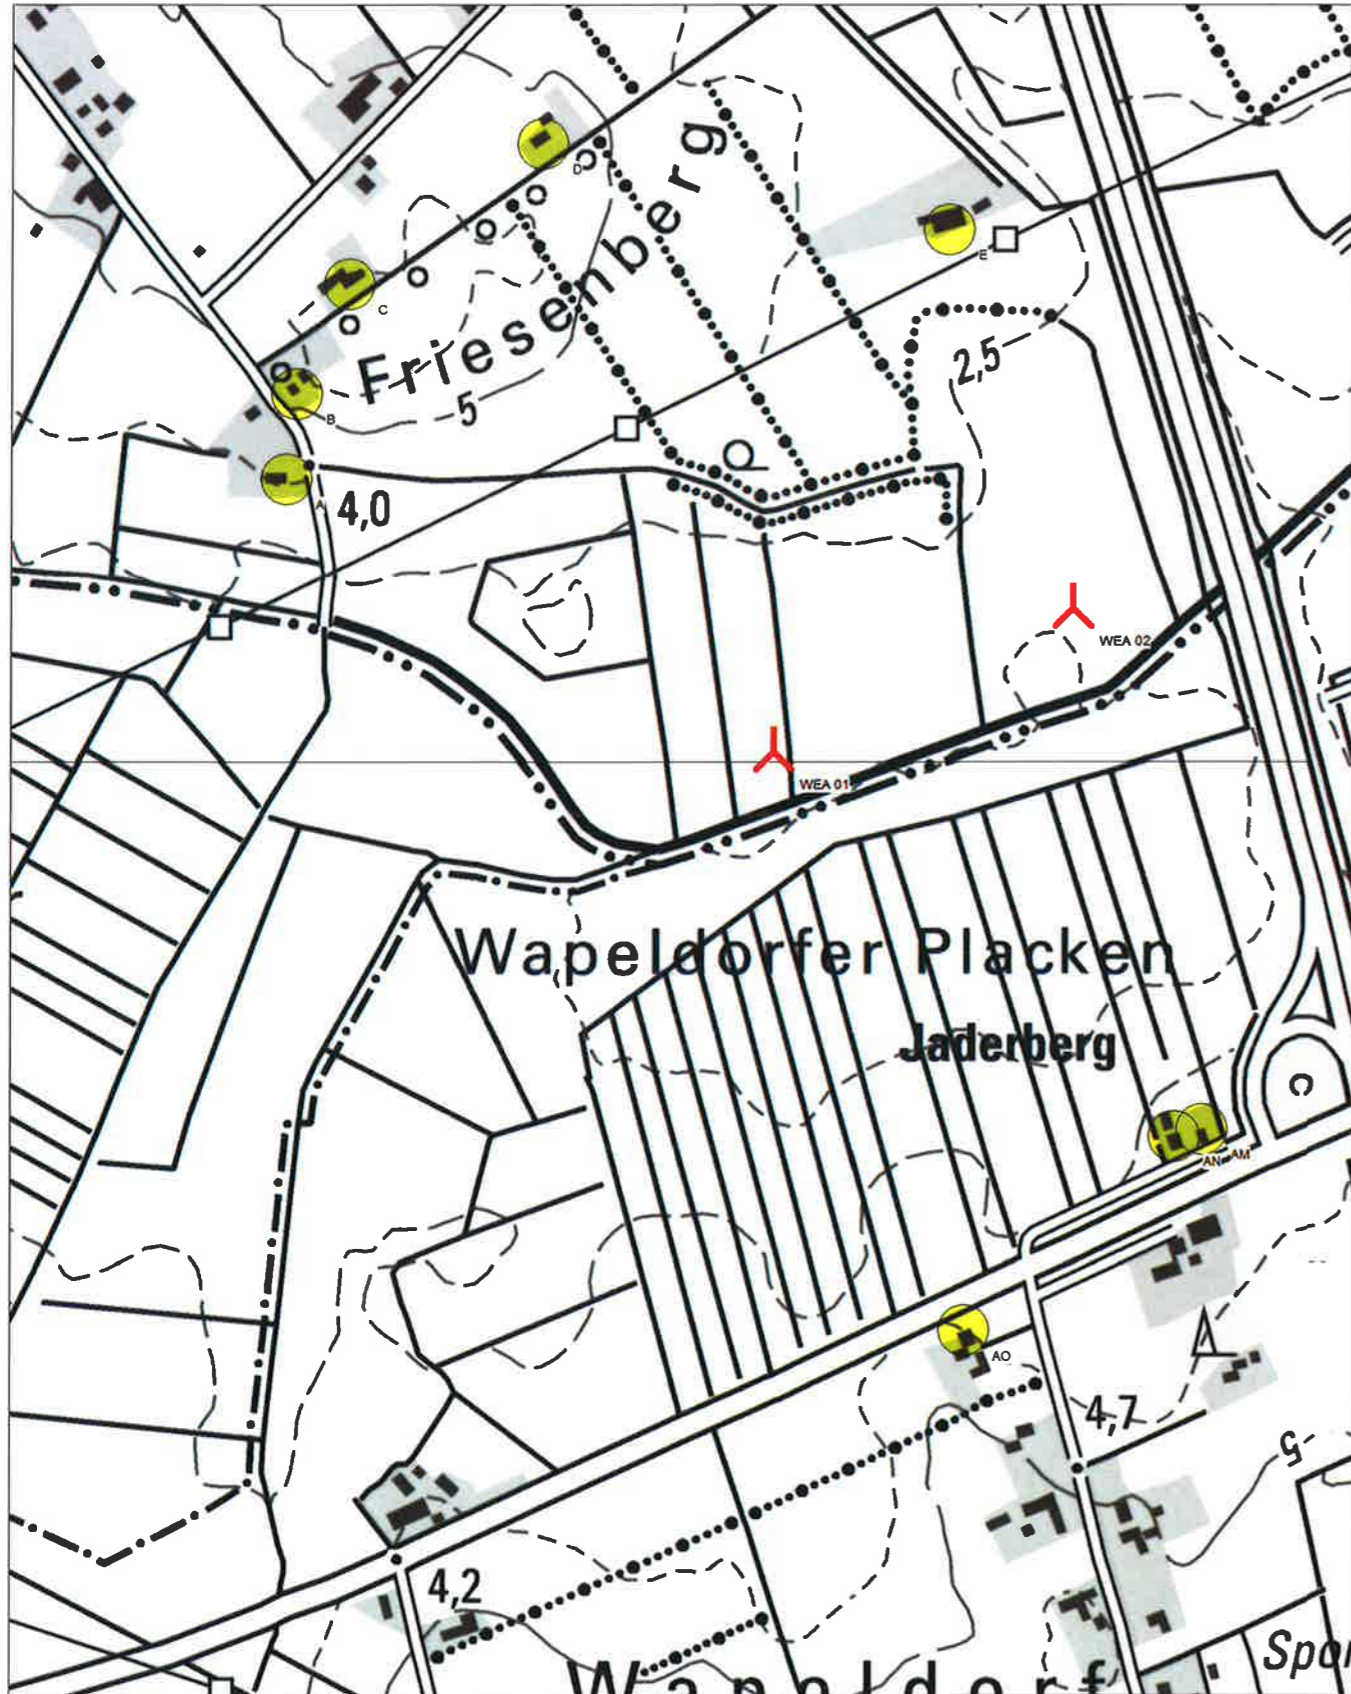 D
E
C
Friesenberg
2,5
5
B
A
4,0
WEA 02
WEA 01
Wapeldorfer Placken
Jaderberg
AN AM
AO
4,7
5
4,2
Wapeldorf
Spor